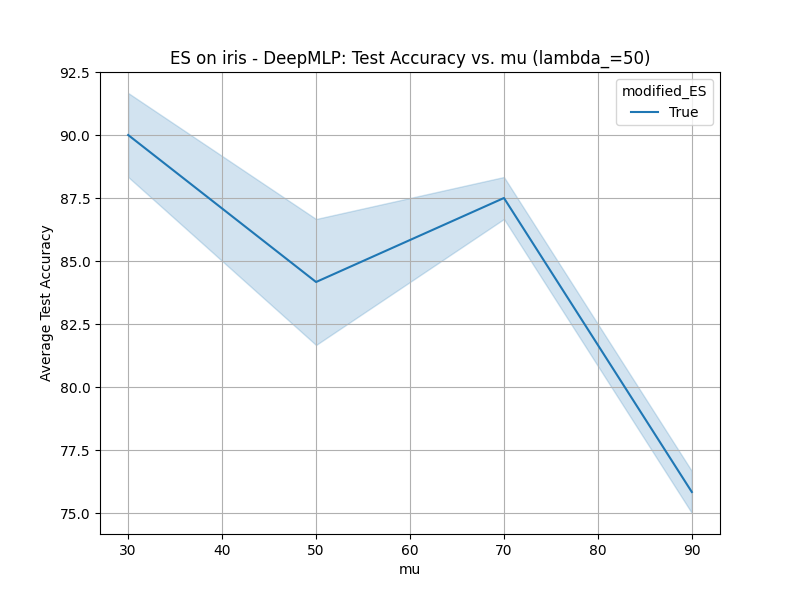 ES on iris - DeepMLP: Test Accuracy vs. mu (lambda_=50)
modified_ES
True
Average Test Accuracy
92.5
90.0
87.5
85.0
82.5
80.0
77.5
75.0
30 40 50 60 70 80 90
mu